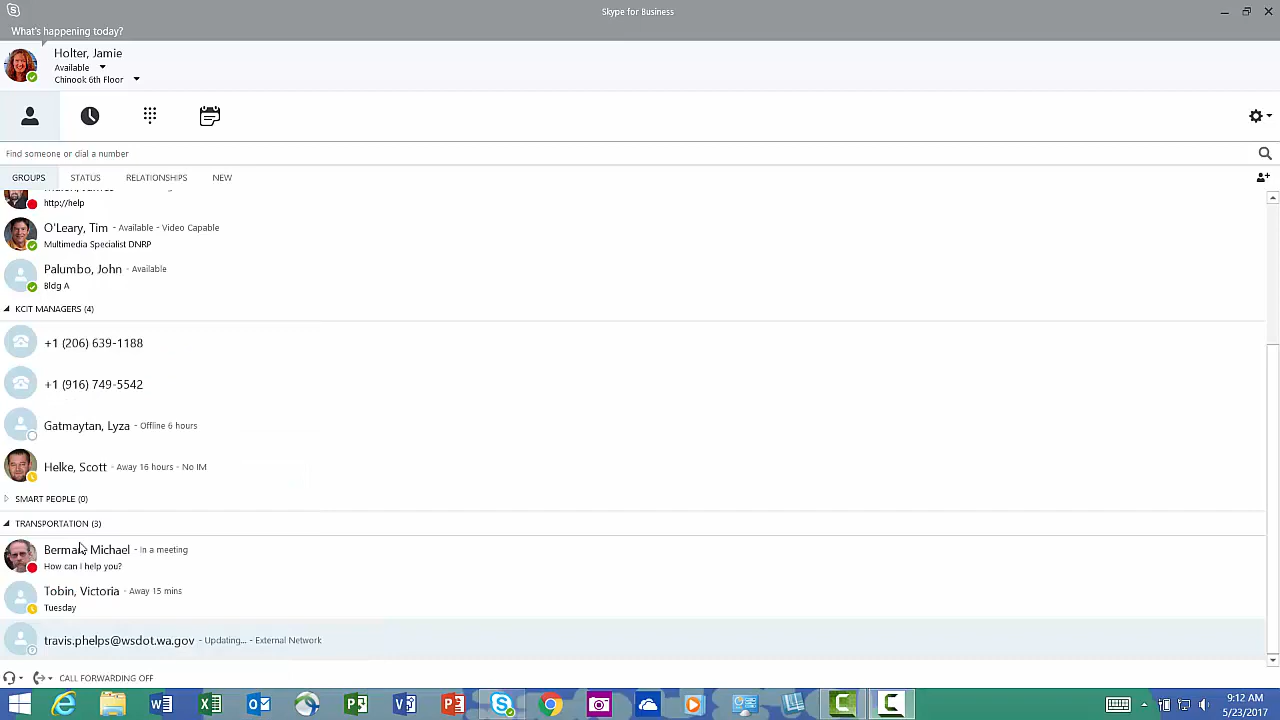 Skype for Business
What's happening today?
Holter, Jamie
Available
Chinook 6th Floor
Find someone or dial a number
GROUPS STATUS RELATIONSHIPS NEW
http://help
O'Leary, Tim - Available - Video Capable
Multimedia Specialist DNRP
Palumbo, John - Available
Bldg A
KCIT MANAGERS (4)
+1 (206) 639-1188
+1 (916) 749-5542
Gatmaytan, Lyza - Offline 6 hours
Helke, Scott - Away 16 hours - No IM
SMART PEOPLE (0)
TRANSPORTATION (3)
Berman, Michael - In a meeting
How can I help you?
Tobin, Victoria - Away 15 mins
Tuesday
travis.phelps@wsdot.wa.gov - Updating... - External Network
CALL FORWARDING OFF
9:12 AM
5/23/2017